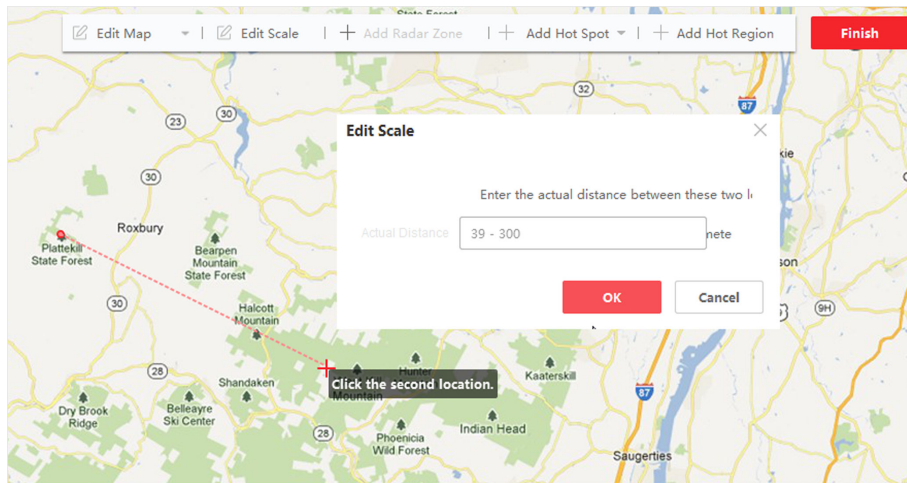 State Forest
Edit Map
Edit Scale
Add Radar Zone
Add Hot Spot
Add Hot Region
Finish
32
87
30
23
Edit Scale
kie
Enter the actual distance between these two l
30
Roxbury
Actual Distance
39 - 300
mete
Plattekill
State Forest
Bearpen
Mountain
State Forest
son
OK
Cancel
30
9H
Halcott
Mountain
28
Click the second location.
Hunter
Mountain
Kaaterskill
Shandaken
87
Dry Brook
Ridge
Belleayre
Ski Center
28
Phoenicia
Wild Forest
Indian Head
Saugerties